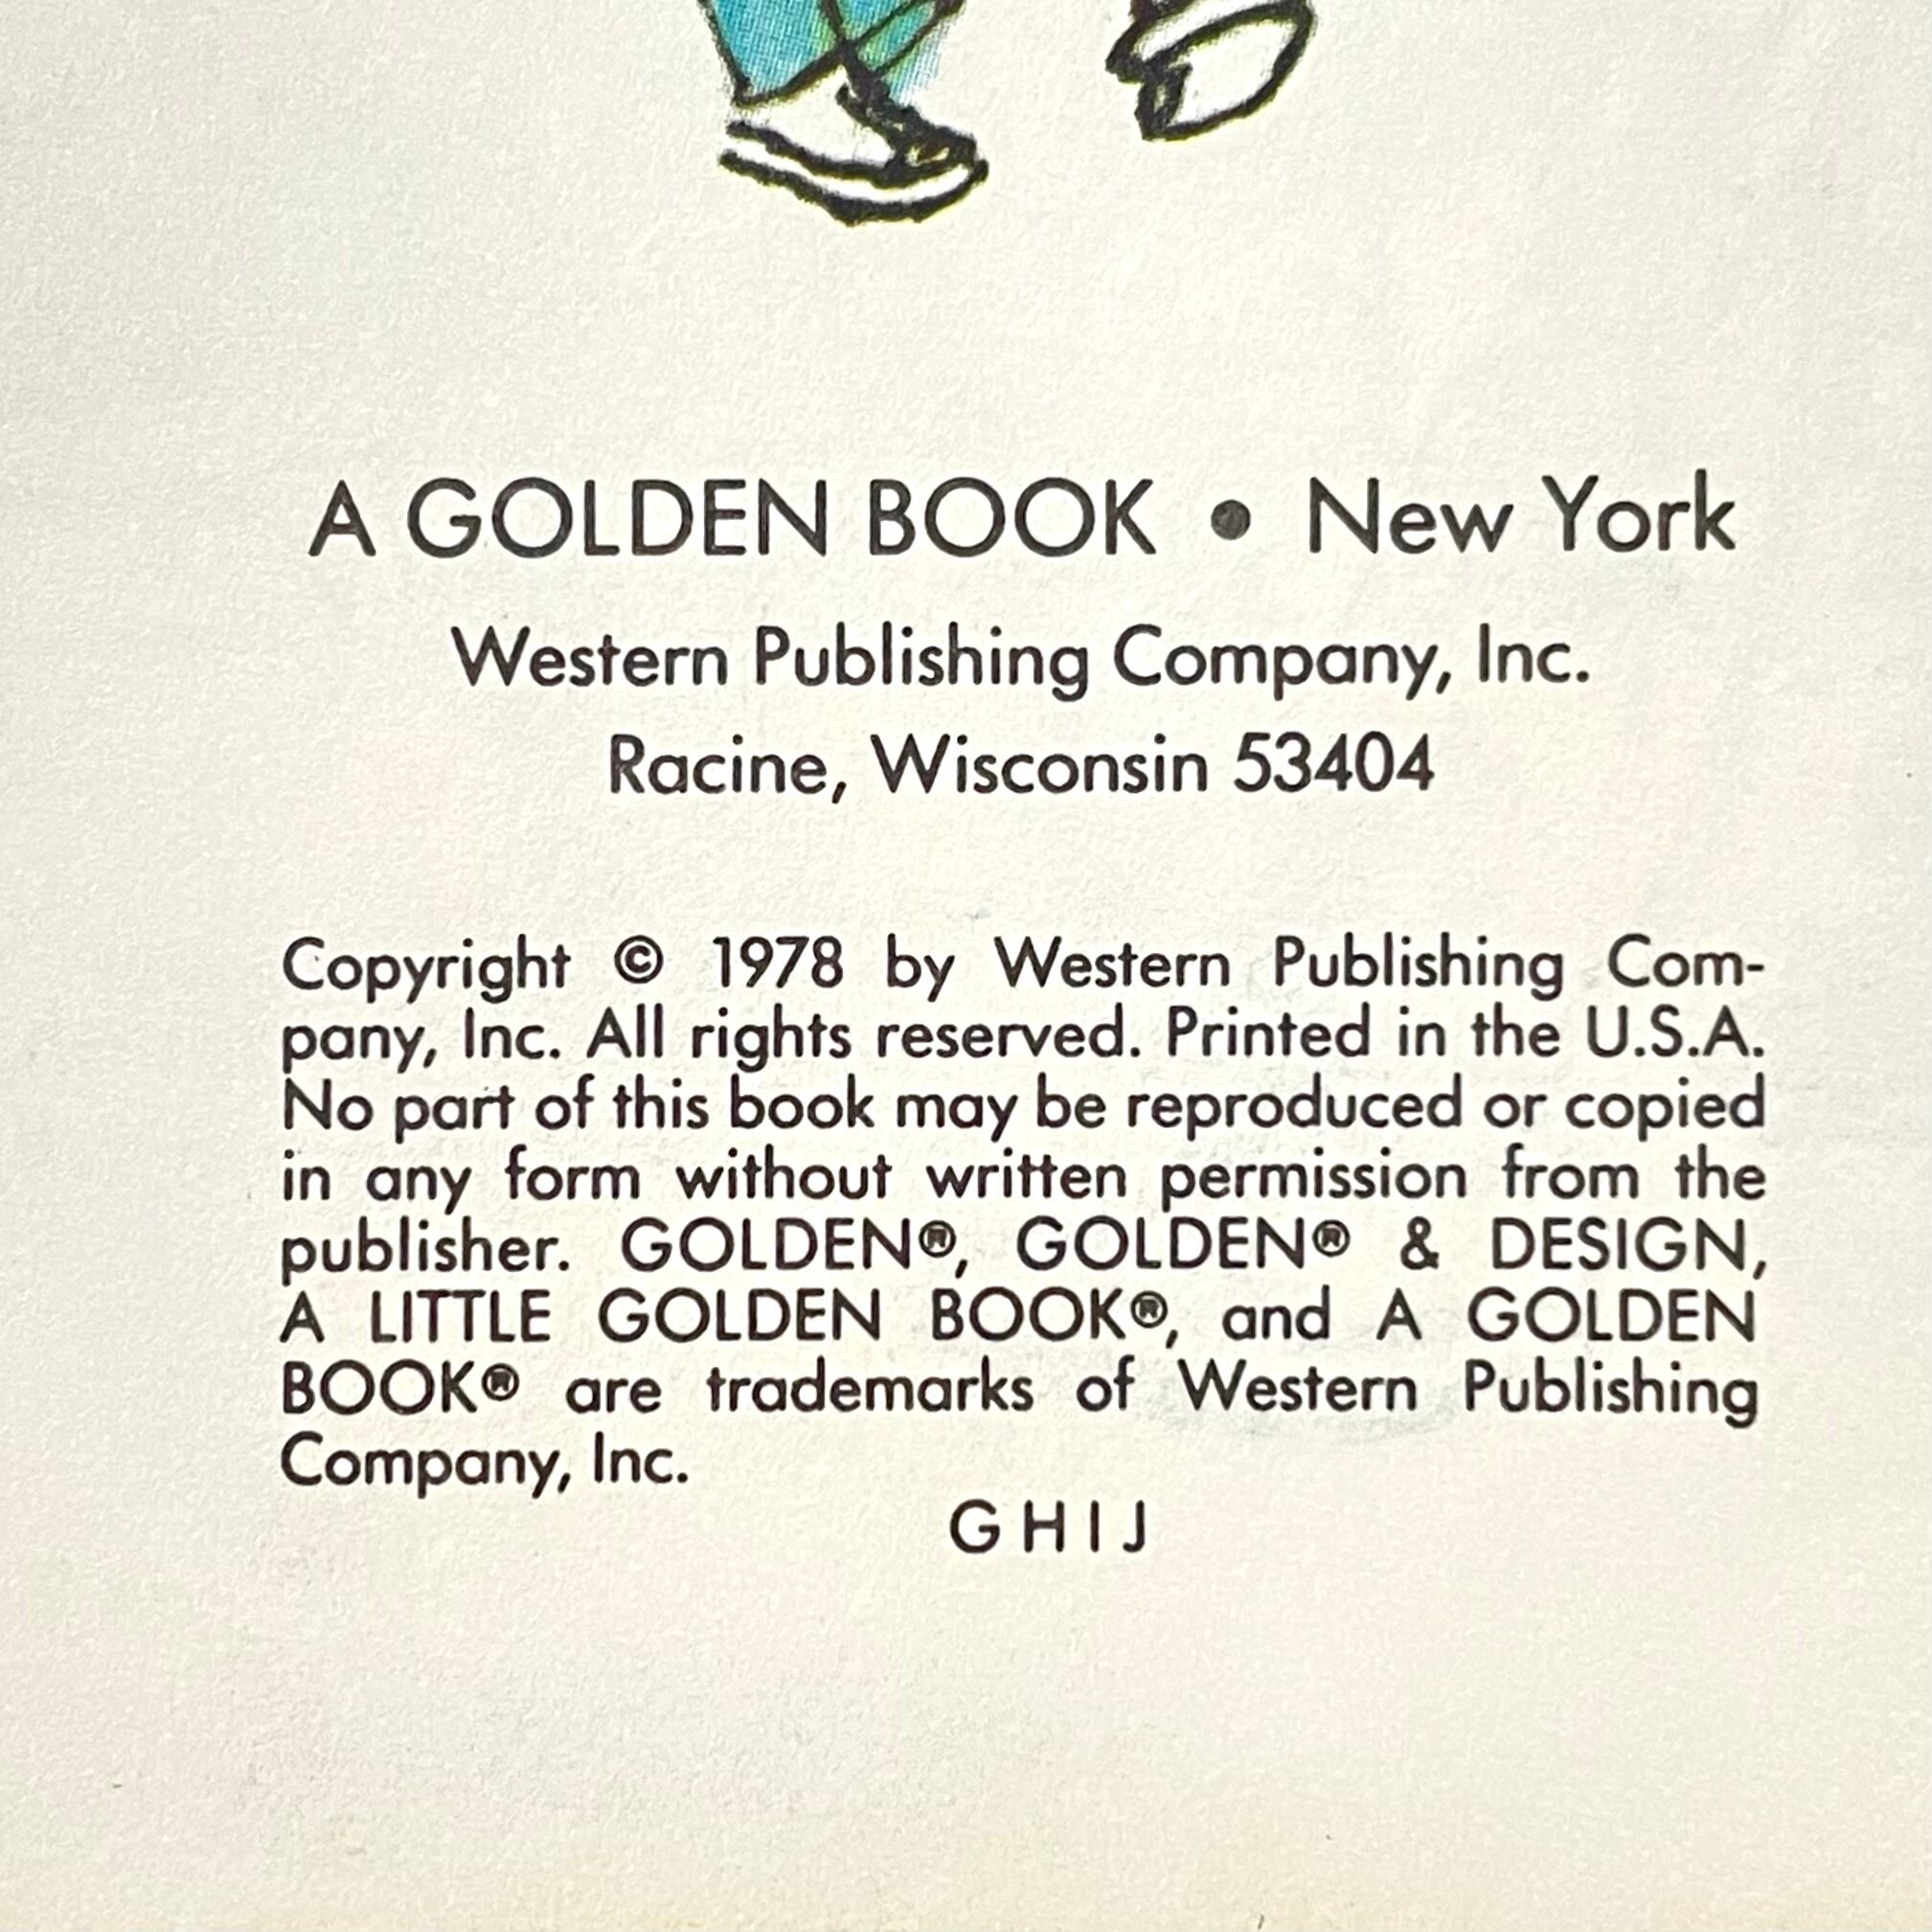 A GOLDEN BOOK • New York
Western Publishing Company, Inc.
Racine, Wisconsin 53404
Copyright © 1978 by Western Publishing Com-
pany, Inc. All rights reserved. Printed in the U.S.A.
No part of this book may be reproduced or copied
in any form without written permission from the
publisher. GOLDEN®, GOLDEN® & DESIGN,
A LITTLE GOLDEN BOOK®, and A GOLDEN
BOOK® are trademarks of Western Publishing
Company, Inc.
G H I J